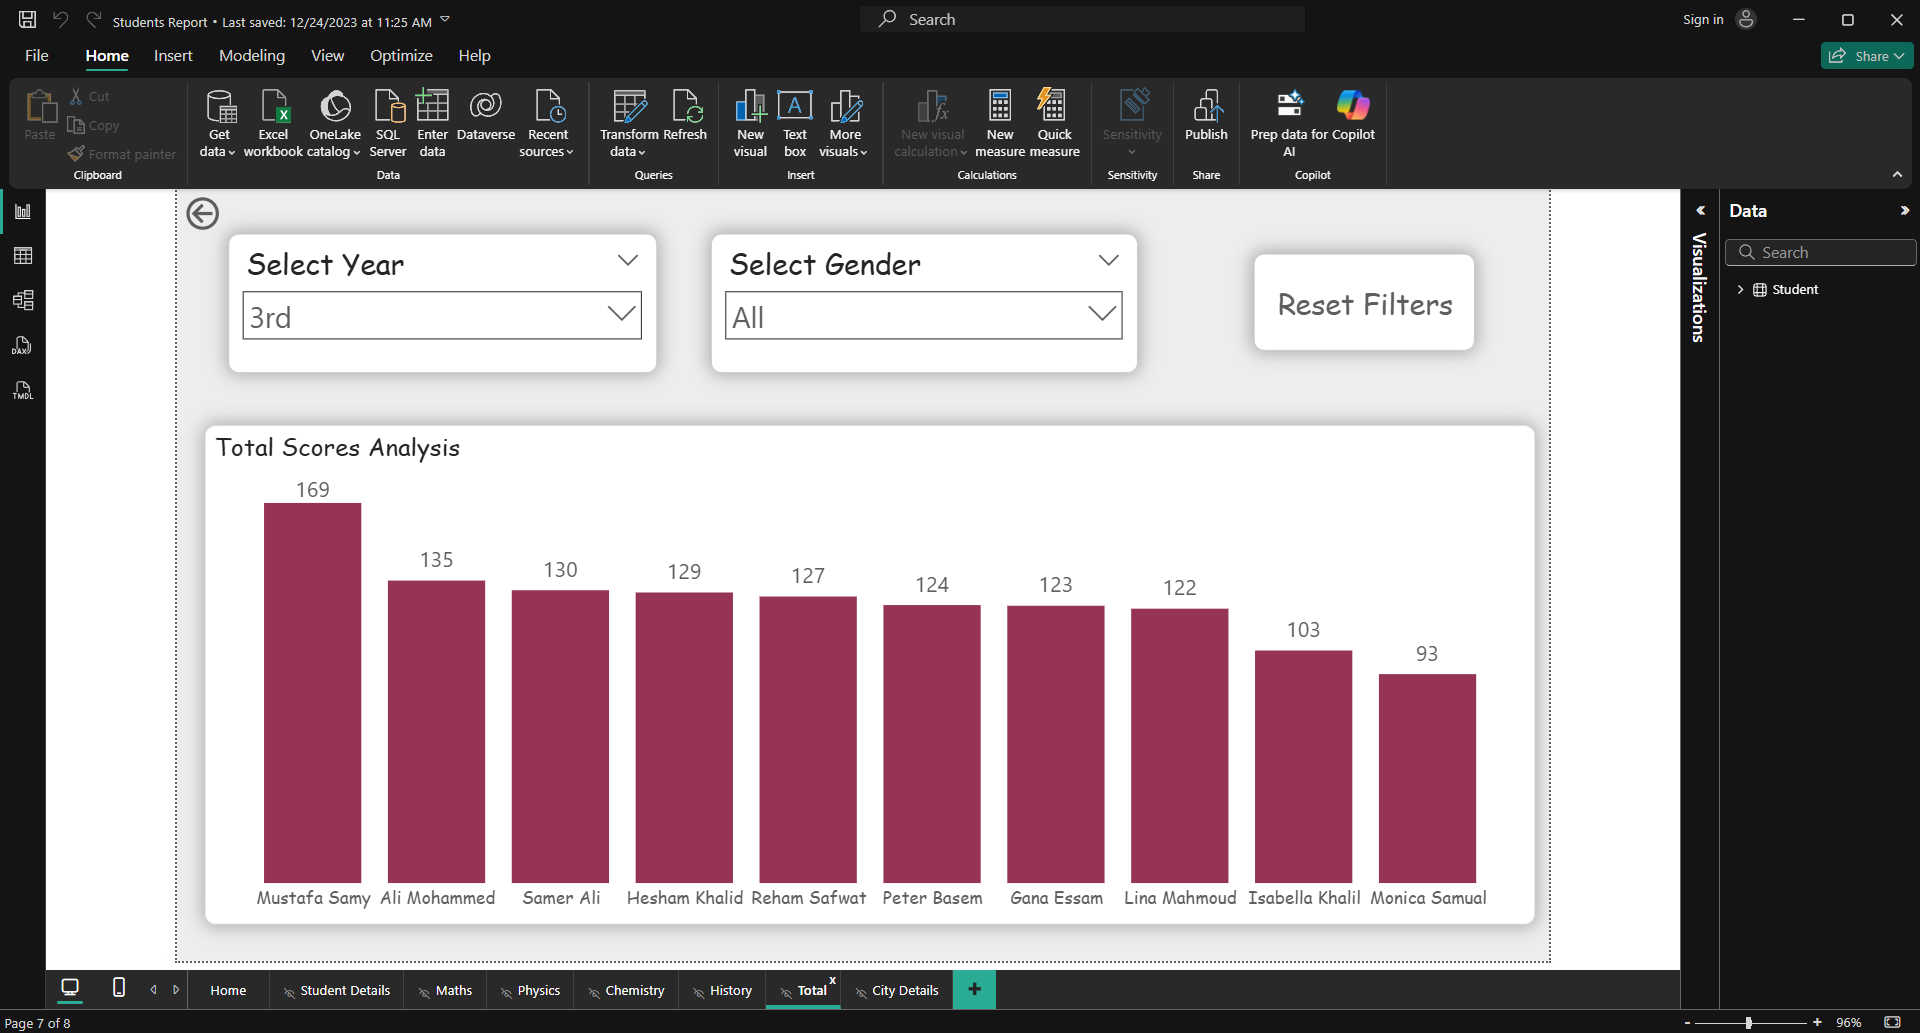 Students Report • Last saved: 12/24/2023 at 11:25 AM
Search
Sign in
File Home Insert Modeling View Optimize Help
Share
Paste
Cut
Copy
Format painter
Clipboard
Get data
Excel workbook
OneLake catalog
SQL Server
Enter data
Dataverse
Recent sources
Data
Transform data
Refresh
Queries
New visual
Text box
More visuals
Insert
New visual calculation
New measure
Quick measure
Calculations
Sensitivity
Sensitivity
Publish
Share
Prep data for AI
Copilot
Copilot
DAX
TMDL
Select Year
3rd
Select Gender
All
Reset Filters
Total Scores Analysis
169 135 130 129 127 124 123 122 103 93
Mustafa Samy Ali Mohammed Samer Ali Hesham Khalid Reham Safwat Peter Basem Gana Essam Lina Mahmoud Isabella Khalil Monica Samual
Visualizations
Data
Search
Student
Home Student Details Maths Physics Chemistry History Total x City Details +
Page 7 of 8
- + 96%